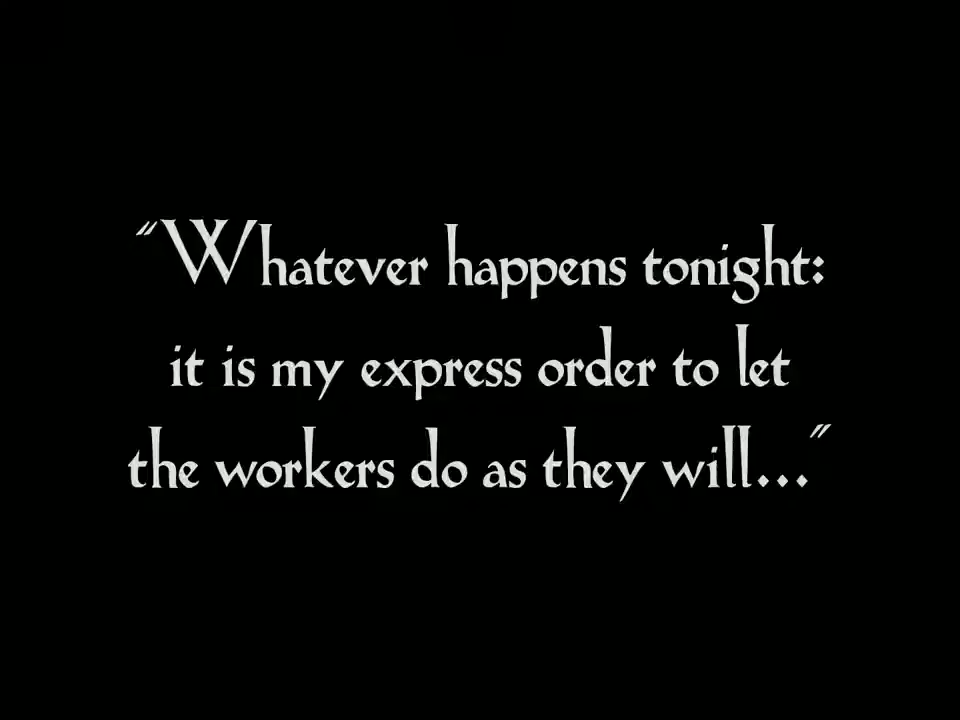 “Whatever happens tonight:
it is my express order to let
the workers do as they will...”